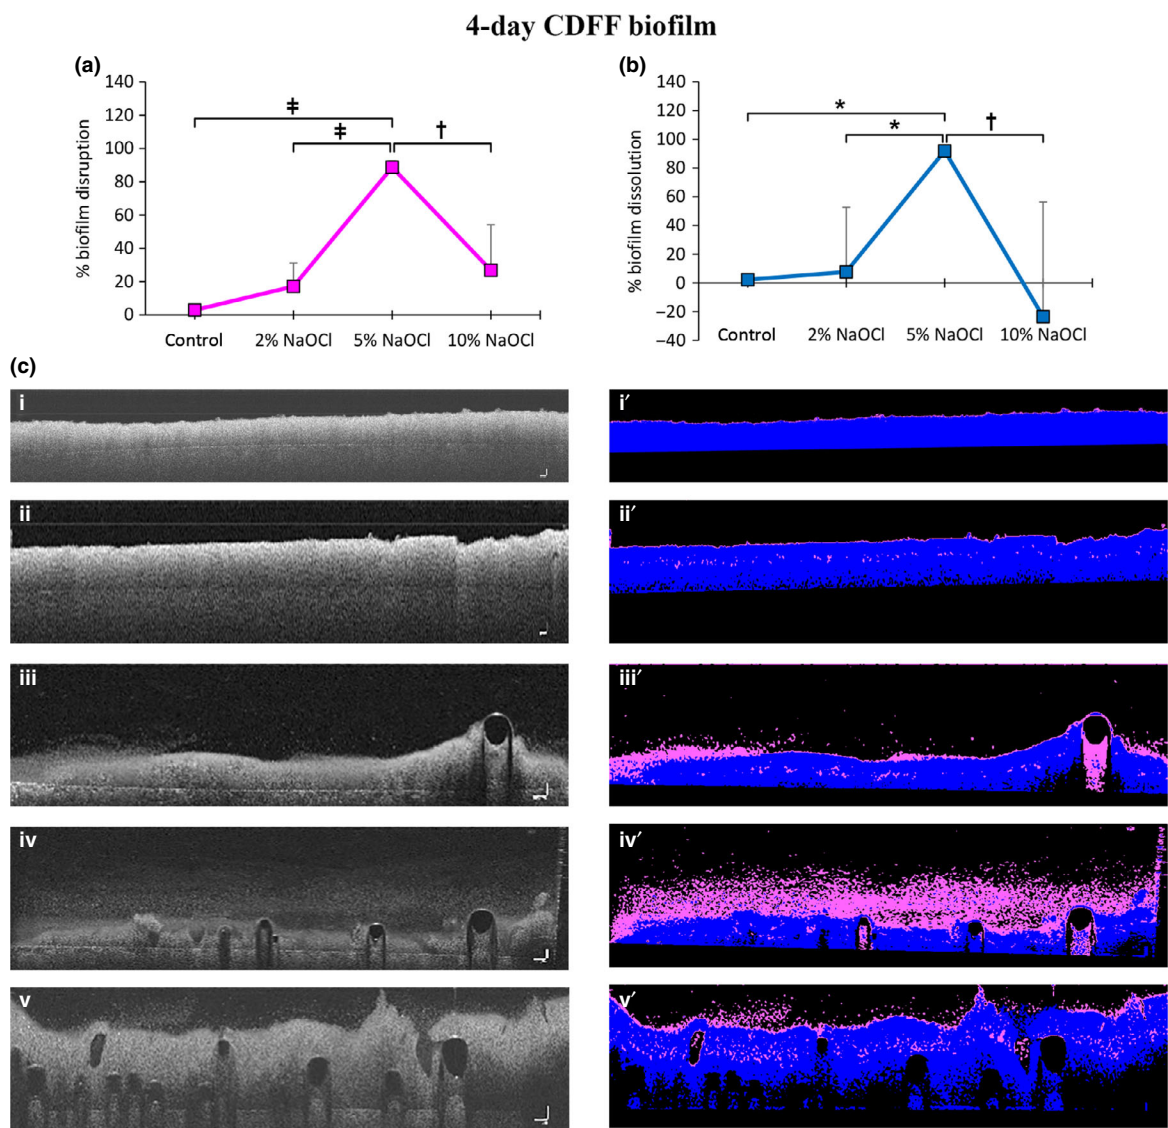 4-day CDFF biofilm
(a)
140
120
100
80
60
40
20
0
% biofilm disruption
‡
‡
†
Control
2% NaOCl
5% NaOCl
10% NaOCl
(b)
140
120
100
80
60
40
20
0
−20
−40
% biofilm dissolution
*
*
†
Control
2% NaOCl
5% NaOCl
10% NaOCl
(c)
i
i′
ii
ii′
iii
iii′
iv
iv′
v
v′